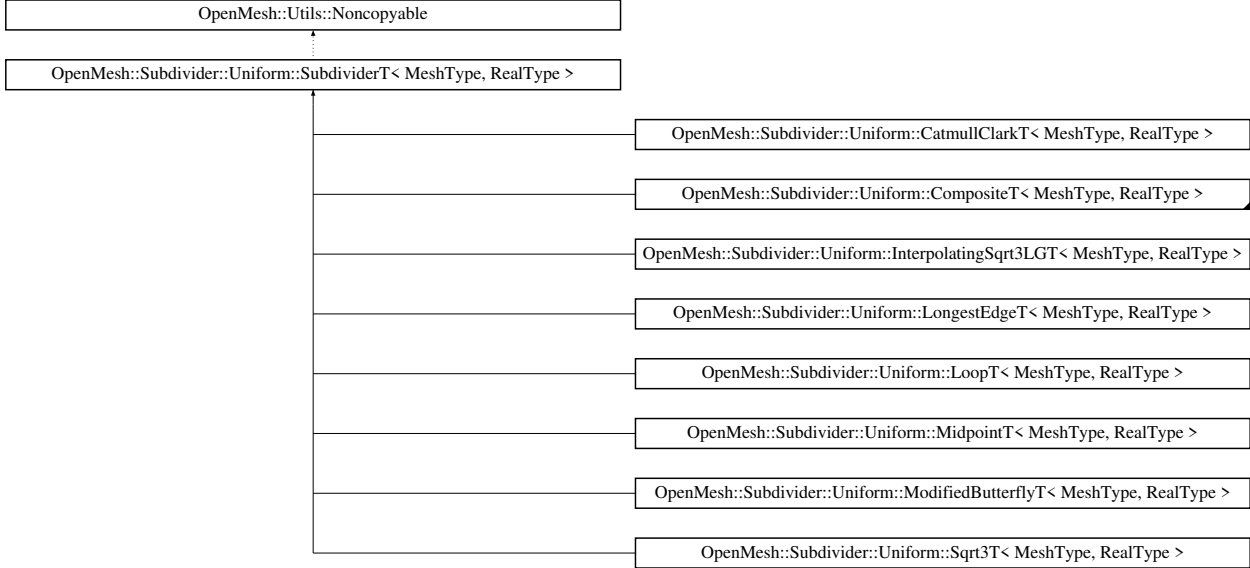 OpenMesh::Utils::Noncopyable
OpenMesh::Subdivider::Uniform::SubdividerT< MeshType, RealType >
OpenMesh::Subdivider::Uniform::CatmullClarkT< MeshType, RealType >
OpenMesh::Subdivider::Uniform::CompositeT< MeshType, RealType >
OpenMesh::Subdivider::Uniform::InterpolatingSqrt3LGT< MeshType, RealType >
OpenMesh::Subdivider::Uniform::LongestEdgeT< MeshType, RealType >
OpenMesh::Subdivider::Uniform::LoopT< MeshType, RealType >
OpenMesh::Subdivider::Uniform::MidpointT< MeshType, RealType >
OpenMesh::Subdivider::Uniform::ModifiedButterflyT< MeshType, RealType >
OpenMesh::Subdivider::Uniform::Sqrt3T< MeshType, RealType >